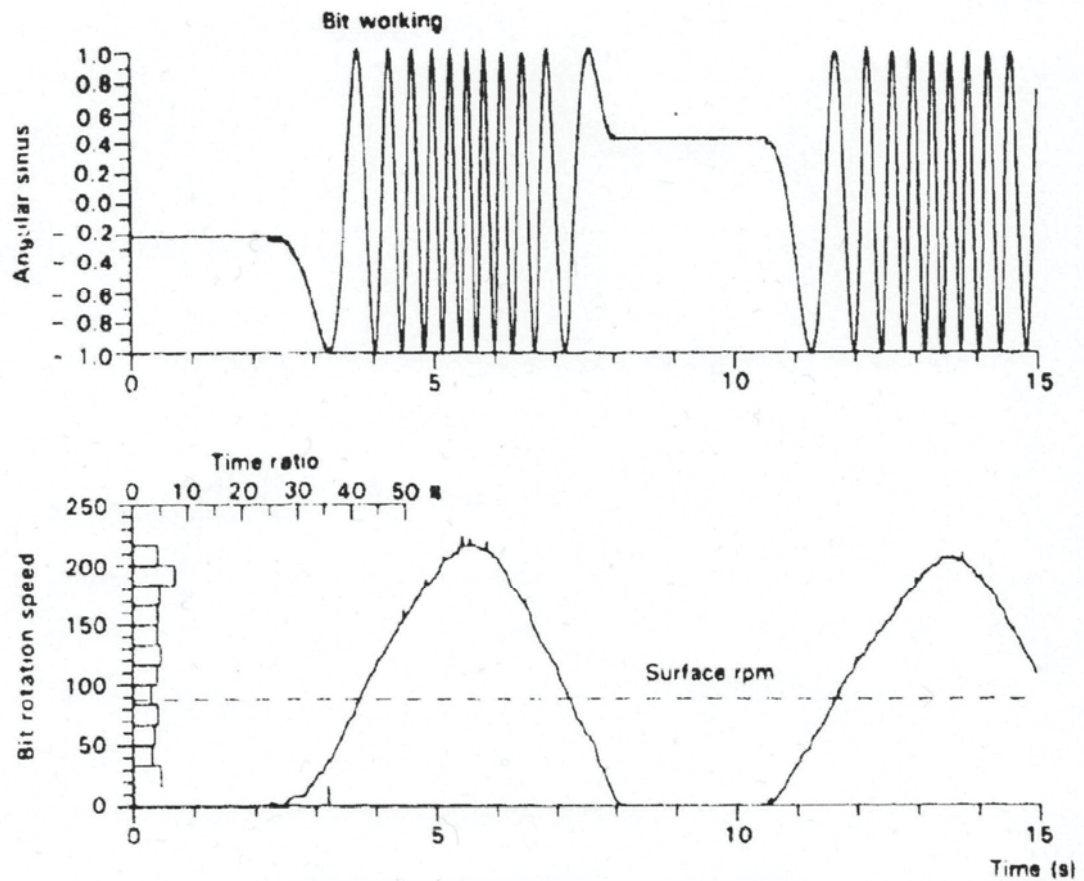 Bit working
Angular sinus
1.0
0.8
0.6
0.4
0.2
0.0
- 0.2
- 0.4
- 0.6
- 0.8
- 1.0
0 5 10 15
Time ratio
0 10 20 30 40 50 %
Bit rotation speed
250
200
150
100
50
0
Surface rpm
0 5 10 15
Time (s)